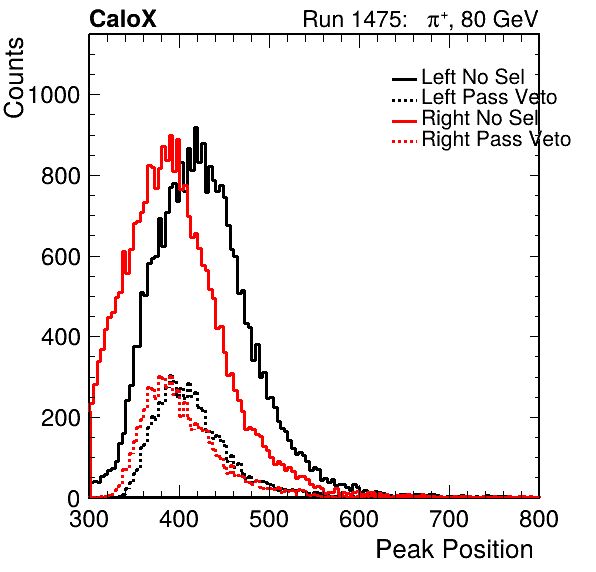 CaloX Run 1475: π⁺, 80 GeV
Counts
Left No Sel
Left Pass Veto
Right No Sel
Right Pass Veto
1000
800
600
400
200
0
300 400 500 600 700 800
Peak Position